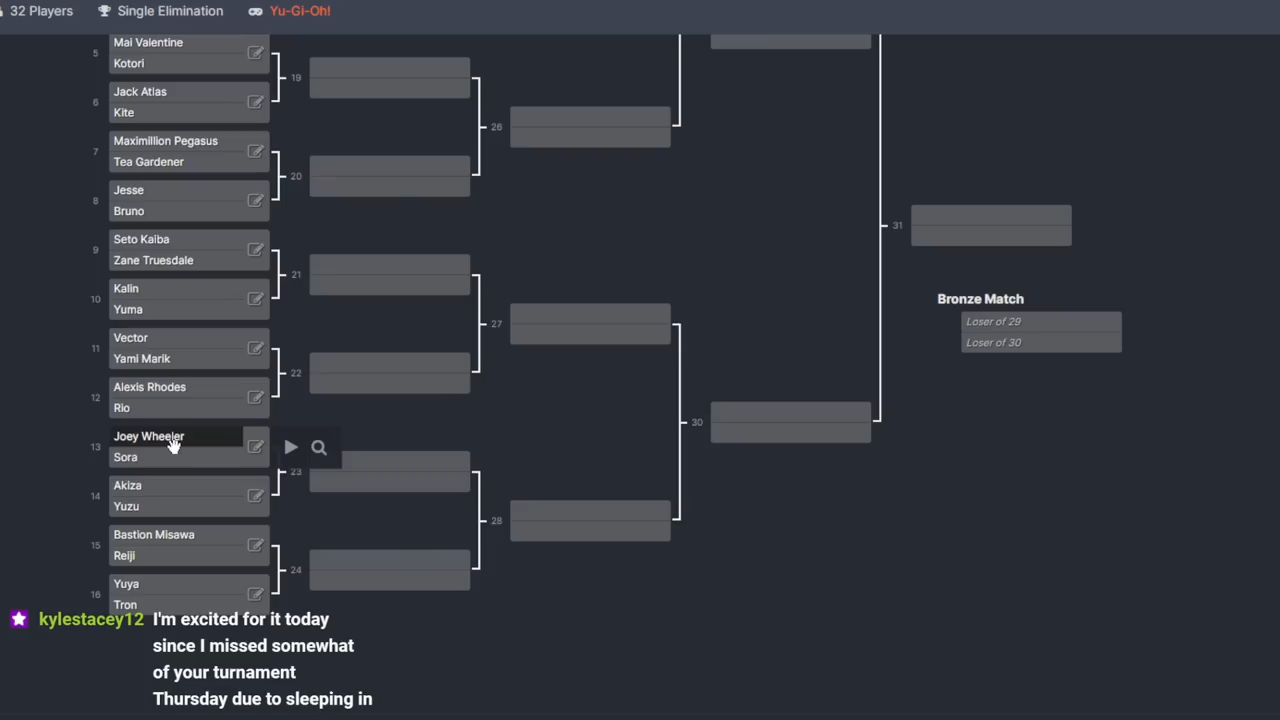 32 Players Single Elimination Yu-Gi-Oh!
5 Mai Valentine
Kotori
19
6 Jack Atlas
Kite
26
7 Maximillion Pegasus
Tea Gardener
20
8 Jesse
Bruno
31
9 Seto Kaiba
Zane Truesdale
21
10 Kalin
Yuma
Bronze Match
Loser of 29
Loser of 30
27
11 Vector
Yami Marik
22
12 Alexis Rhodes
Rio
30
13 Joey Wheeler
Sora
23
14 Akiza
Yuzu
28
15 Bastion Misawa
Reiji
24
16 Yuya
Tron
kylestacey12 I'm excited for it today
since I missed somewhat
of your turnament
Thursday due to sleeping in